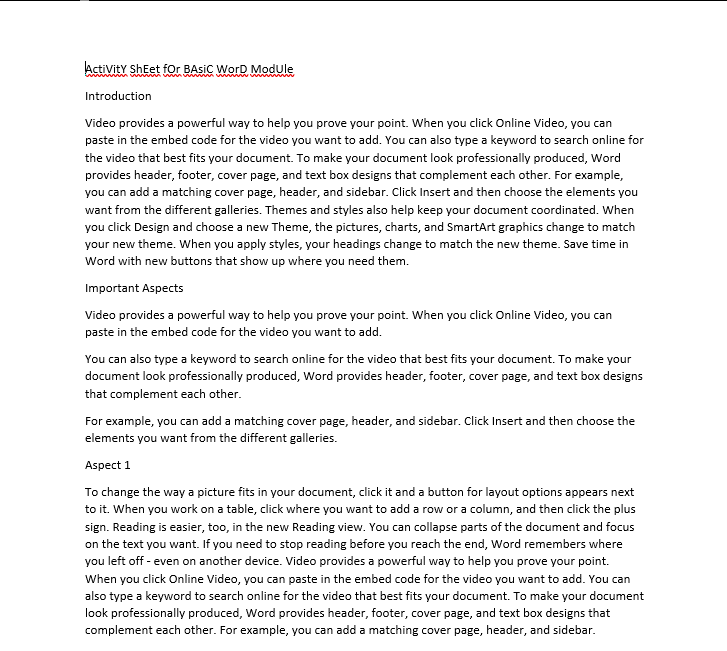 ActiVitY ShEet fOr BAsiC WorD ModUle
Introduction
Video provides a powerful way to help you prove your point. When you click Online Video, you can
paste in the embed code for the video you want to add. You can also type a keyword to search online for
the video that best fits your document. To make your document look professionally produced, Word
provides header, footer, cover page, and text box designs that complement each other. For example,
you can add a matching cover page, header, and sidebar. Click Insert and then choose the elements you
want from the different galleries. Themes and styles also help keep your document coordinated. When
you click Design and choose a new Theme, the pictures, charts, and SmartArt graphics change to match
your new theme. When you apply styles, your headings change to match the new theme. Save time in
Word with new buttons that show up where you need them.
Important Aspects
Video provides a powerful way to help you prove your point. When you click Online Video, you can
paste in the embed code for the video you want to add.
You can also type a keyword to search online for the video that best fits your document. To make your
document look professionally produced, Word provides header, footer, cover page, and text box designs
that complement each other.
For example, you can add a matching cover page, header, and sidebar. Click Insert and then choose the
elements you want from the different galleries.
Aspect 1
To change the way a picture fits in your document, click it and a button for layout options appears next
to it. When you work on a table, click where you want to add a row or a column, and then click the plus
sign. Reading is easier, too, in the new Reading view. You can collapse parts of the document and focus
on the text you want. If you need to stop reading before you reach the end, Word remembers where
you left off - even on another device. Video provides a powerful way to help you prove your point.
When you click Online Video, you can paste in the embed code for the video you want to add. You can
also type a keyword to search online for the video that best fits your document. To make your document
look professionally produced, Word provides header, footer, cover page, and text box designs that
complement each other. For example, you can add a matching cover page, header, and sidebar.